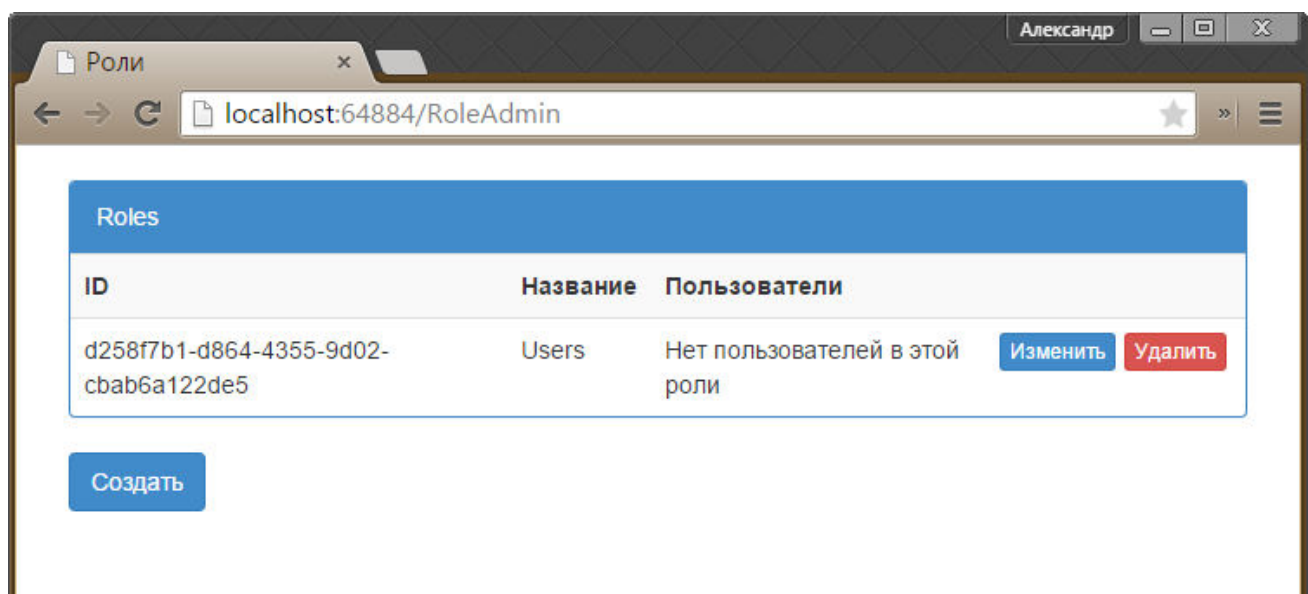 Александр
Роли
localhost:64884/RoleAdmin
Roles
ID Название Пользователи
d258f7b1-d864-4355-9d02- Users Нет пользователей в этой Изменить Удалить
cbab6a122de5 роли
Создать